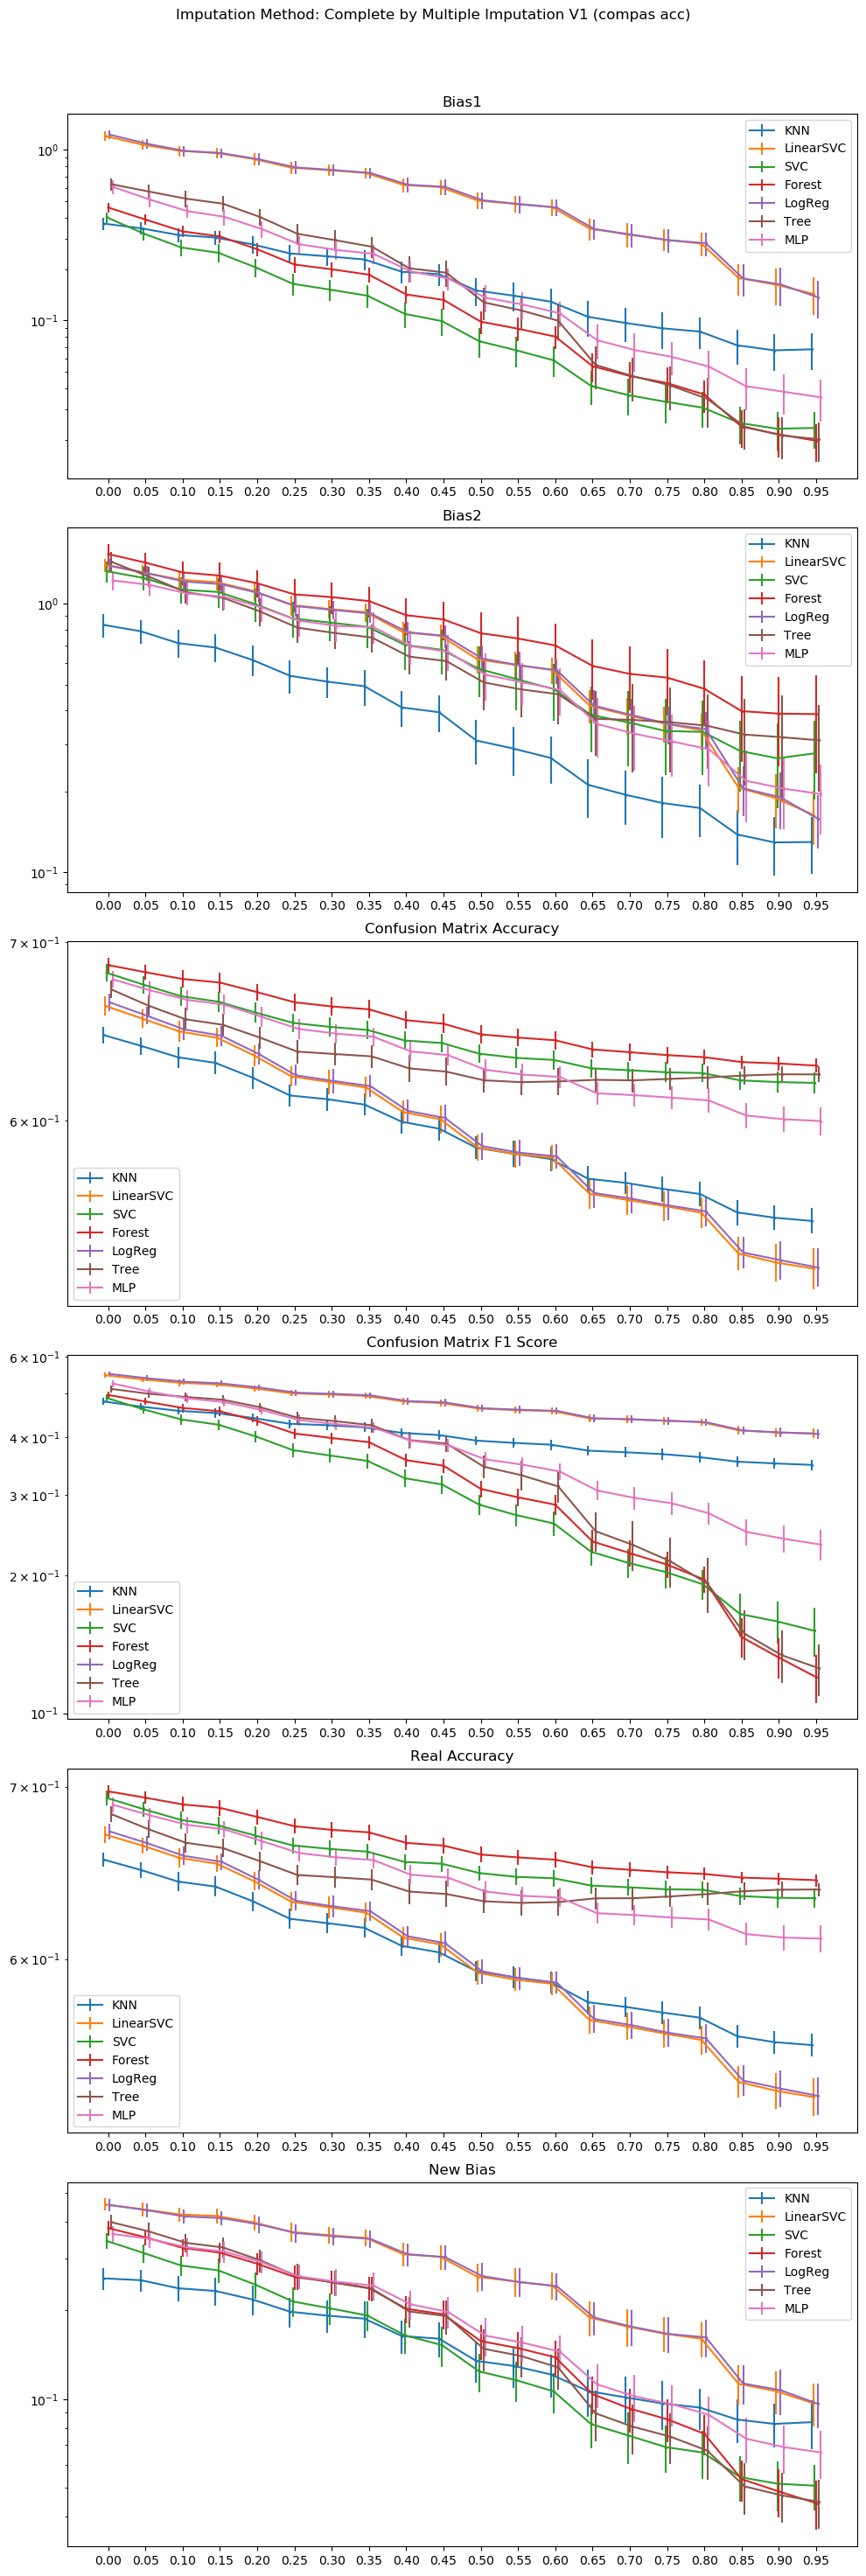 Imputation Method: Complete by Multiple Imputation V1 (compas acc)
Bias1
10⁰
10⁻¹
KNN
LinearSVC
SVC
Forest
LogReg
Tree
MLP
0.00 0.05 0.10 0.15 0.20 0.25 0.30 0.35 0.40 0.45 0.50 0.55 0.60 0.65 0.70 0.75 0.80 0.85 0.90 0.95
Bias2
10⁰
10⁻¹
KNN
LinearSVC
SVC
Forest
LogReg
Tree
MLP
0.00 0.05 0.10 0.15 0.20 0.25 0.30 0.35 0.40 0.45 0.50 0.55 0.60 0.65 0.70 0.75 0.80 0.85 0.90 0.95
Confusion Matrix Accuracy
7 × 10⁻¹
6 × 10⁻¹
KNN
LinearSVC
SVC
Forest
LogReg
Tree
MLP
0.00 0.05 0.10 0.15 0.20 0.25 0.30 0.35 0.40 0.45 0.50 0.55 0.60 0.65 0.70 0.75 0.80 0.85 0.90 0.95
Confusion Matrix F1 Score
6 × 10⁻¹
4 × 10⁻¹
3 × 10⁻¹
2 × 10⁻¹
10⁻¹
KNN
LinearSVC
SVC
Forest
LogReg
Tree
MLP
0.00 0.05 0.10 0.15 0.20 0.25 0.30 0.35 0.40 0.45 0.50 0.55 0.60 0.65 0.70 0.75 0.80 0.85 0.90 0.95
Real Accuracy
7 × 10⁻¹
6 × 10⁻¹
KNN
LinearSVC
SVC
Forest
LogReg
Tree
MLP
0.00 0.05 0.10 0.15 0.20 0.25 0.30 0.35 0.40 0.45 0.50 0.55 0.60 0.65 0.70 0.75 0.80 0.85 0.90 0.95
New Bias
10⁻¹
KNN
LinearSVC
SVC
Forest
LogReg
Tree
MLP
0.00 0.05 0.10 0.15 0.20 0.25 0.30 0.35 0.40 0.45 0.50 0.55 0.60 0.65 0.70 0.75 0.80 0.85 0.90 0.95